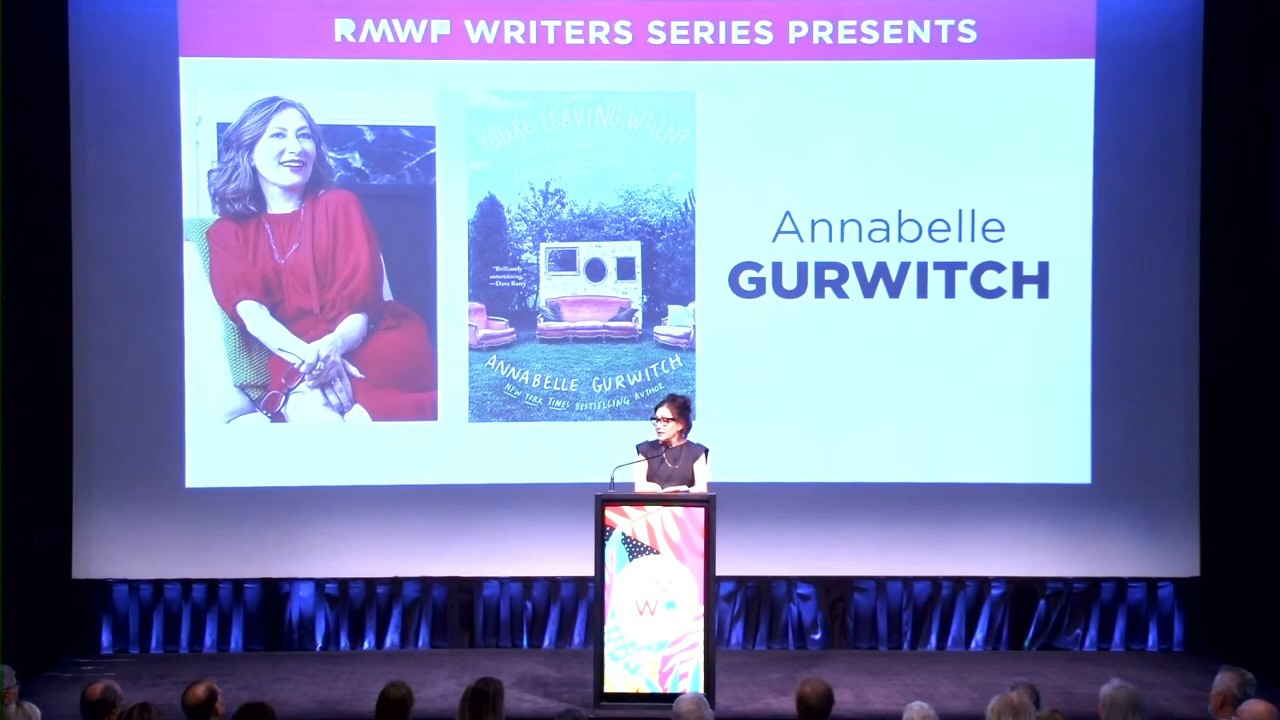 RMWF WRITERS SERIES PRESENTS
YOU'RE LEAVING WHEN?
"Brilliantly
entertaining."
—Dave Barry
ANNABELLE GURWITCH
NEW YORK TIMES BESTSELLING AUTHOR
Annabelle
GURWITCH
W